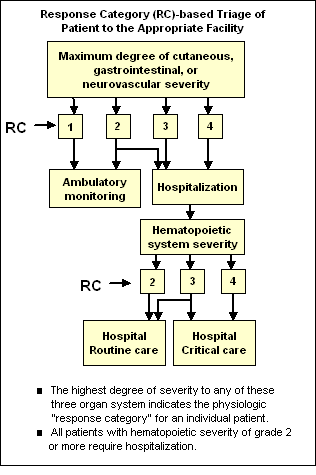 Response Category (RC)-based Triage of
Patient to the Appropriate Facility
Maximum degree of cutaneous,
gastrointestinal, or
neurovascular severity
RC
1
2
3
4
Ambulatory
monitoring
Hospitalization
Hematopoietic
system severity
RC
2
3
4
Hospital
Routine care
Hospital
Critical care
■ The highest degree of severity to any of these
three organ system indicates the physiologic
"response category" for an individual patient.
■ All patients with hematopoietic severity of grade 2
or more require hospitalization.